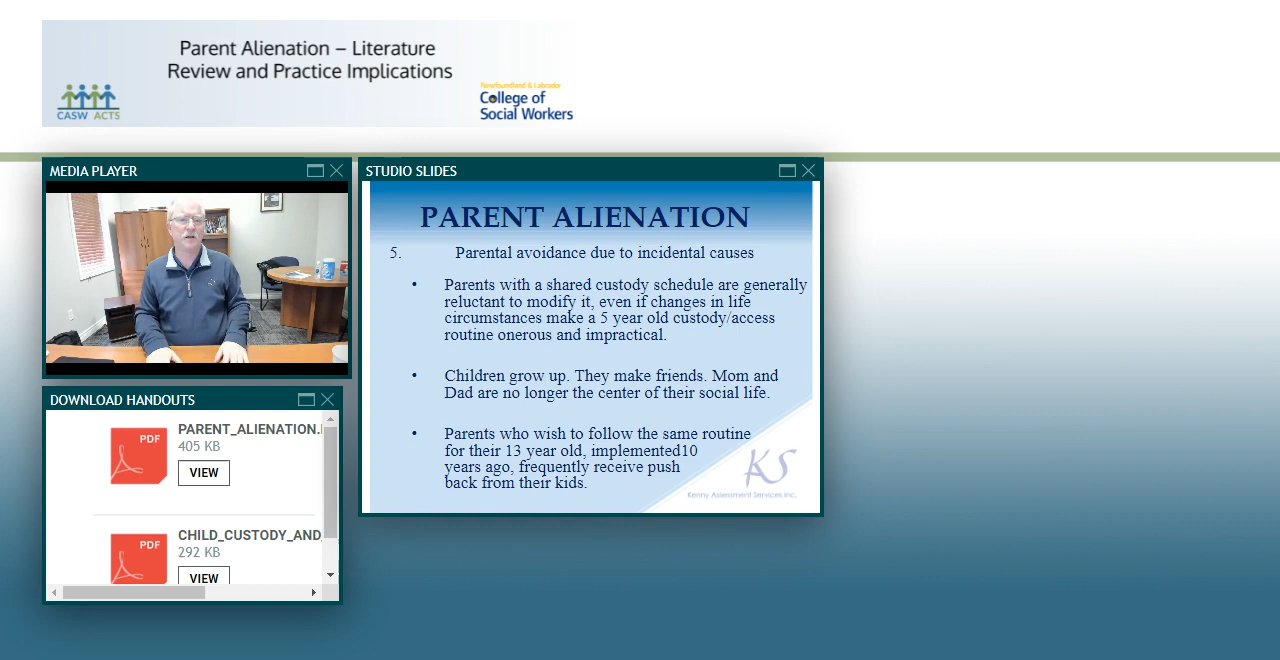 Parent Alienation – Literature
Review and Practice Implications
CASW ACTS
Newfoundland & Labrador
College of
Social Workers
MEDIA PLAYER
STUDIO SLIDES
PARENT ALIENATION
5. Parental avoidance due to incidental causes
• Parents with a shared custody schedule are generally
reluctant to modify it, even if changes in life
circumstances make a 5 year old custody/access
routine onerous and impractical.
• Children grow up. They make friends. Mom and
Dad are no longer the center of their social life.
• Parents who wish to follow the same routine
for their 13 year old, implemented10
years ago, frequently receive push
back from their kids.
KS
Kenny Assessment Services Inc.
DOWNLOAD HANDOUTS
PDF
PARENT_ALIENATION.
405 KB
VIEW
PDF
CHILD_CUSTODY_AND_
292 KB
VIEW